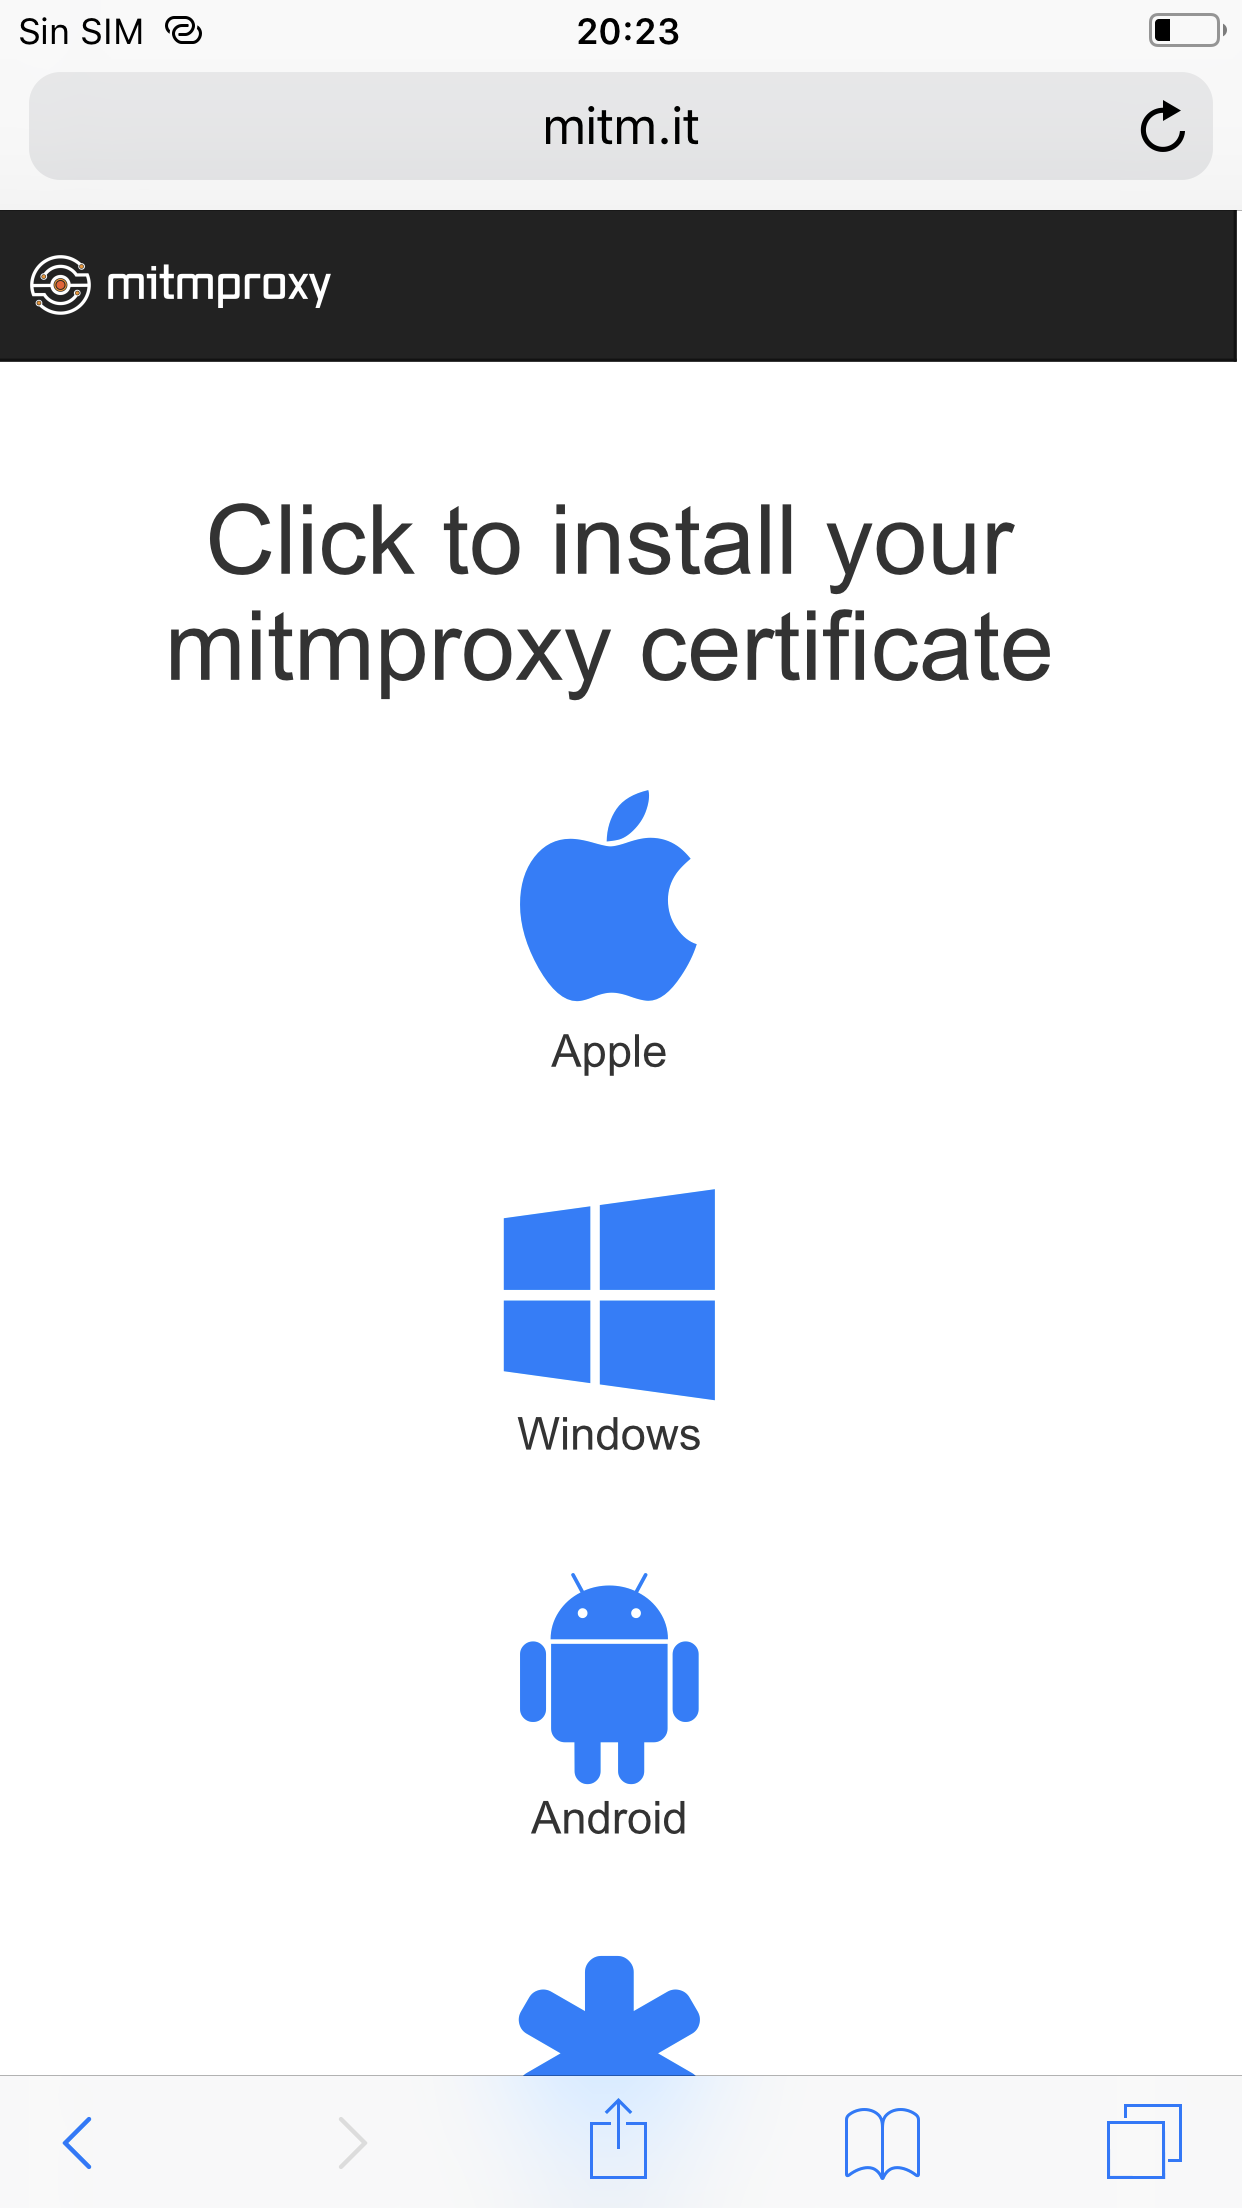 Sin SIM 20:23
mitm.it
mitmproxy
Click to install your
mitmproxy certificate
Apple
Windows
Android